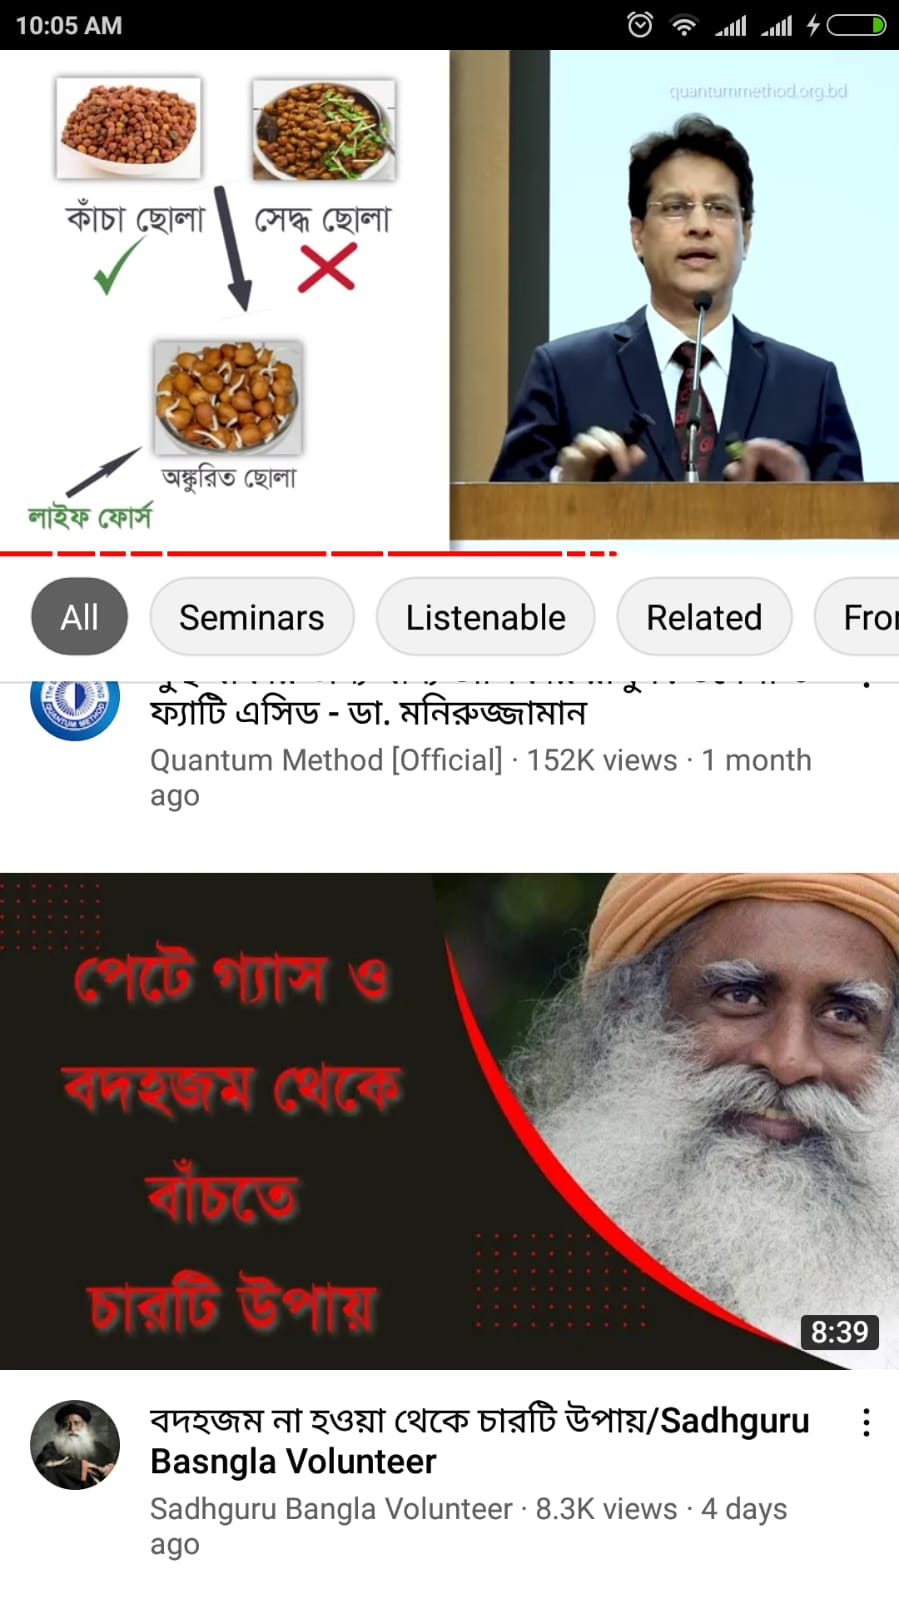 10:05 AM
quantummethod.org.bd
কাঁচা ছোলা
সেদ্ধ ছোলা
অঙ্কুরিত ছোলা
লাইফ ফোর্স
All
Seminars
Listenable
Related
ফ্যাটি এসিড - ডা. মনিরুজ্জামান
Quantum Method [Official] · 152K views · 1 month
ago
পেটে গ্যাস ও
বদহজম থেকে
বাঁচতে
চারটি উপায়
8:39
বদহজম না হওয়া থেকে চারটি উপায়/Sadhguru
Basngla Volunteer
Sadhguru Bangla Volunteer · 8.3K views · 4 days
ago